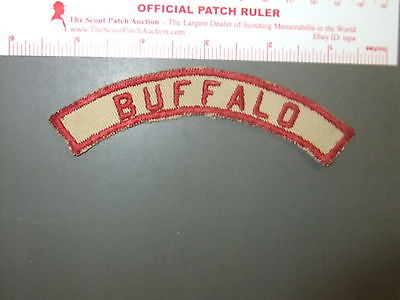 OFFICIAL PATCH RULER
The Scout Patch Auction – The Largest Dealer of Scouting Memorabilia in the World
www.TheScoutPatchAuction.com
Ebay ID: tspa
BUFFALO